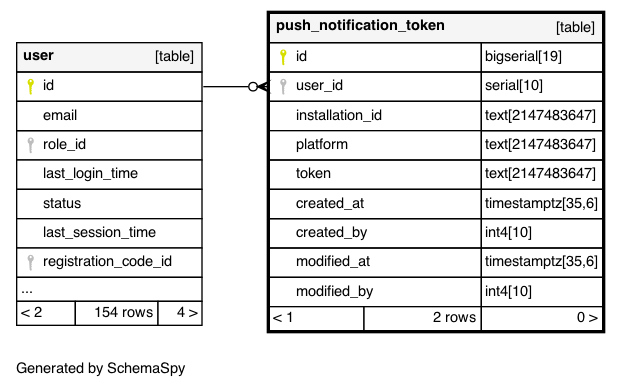 user [table]
id
email
role_id
last_login_time
status
last_session_time
registration_code_id
...
< 2 154 rows 4 >
push_notification_token [table]
id bigserial[19]
user_id serial[10]
installation_id text[2147483647]
platform text[2147483647]
token text[2147483647]
created_at timestamptz[35,6]
created_by int4[10]
modified_at timestamptz[35,6]
modified_by int4[10]
< 1 2 rows 0 >
Generated by SchemaSpy